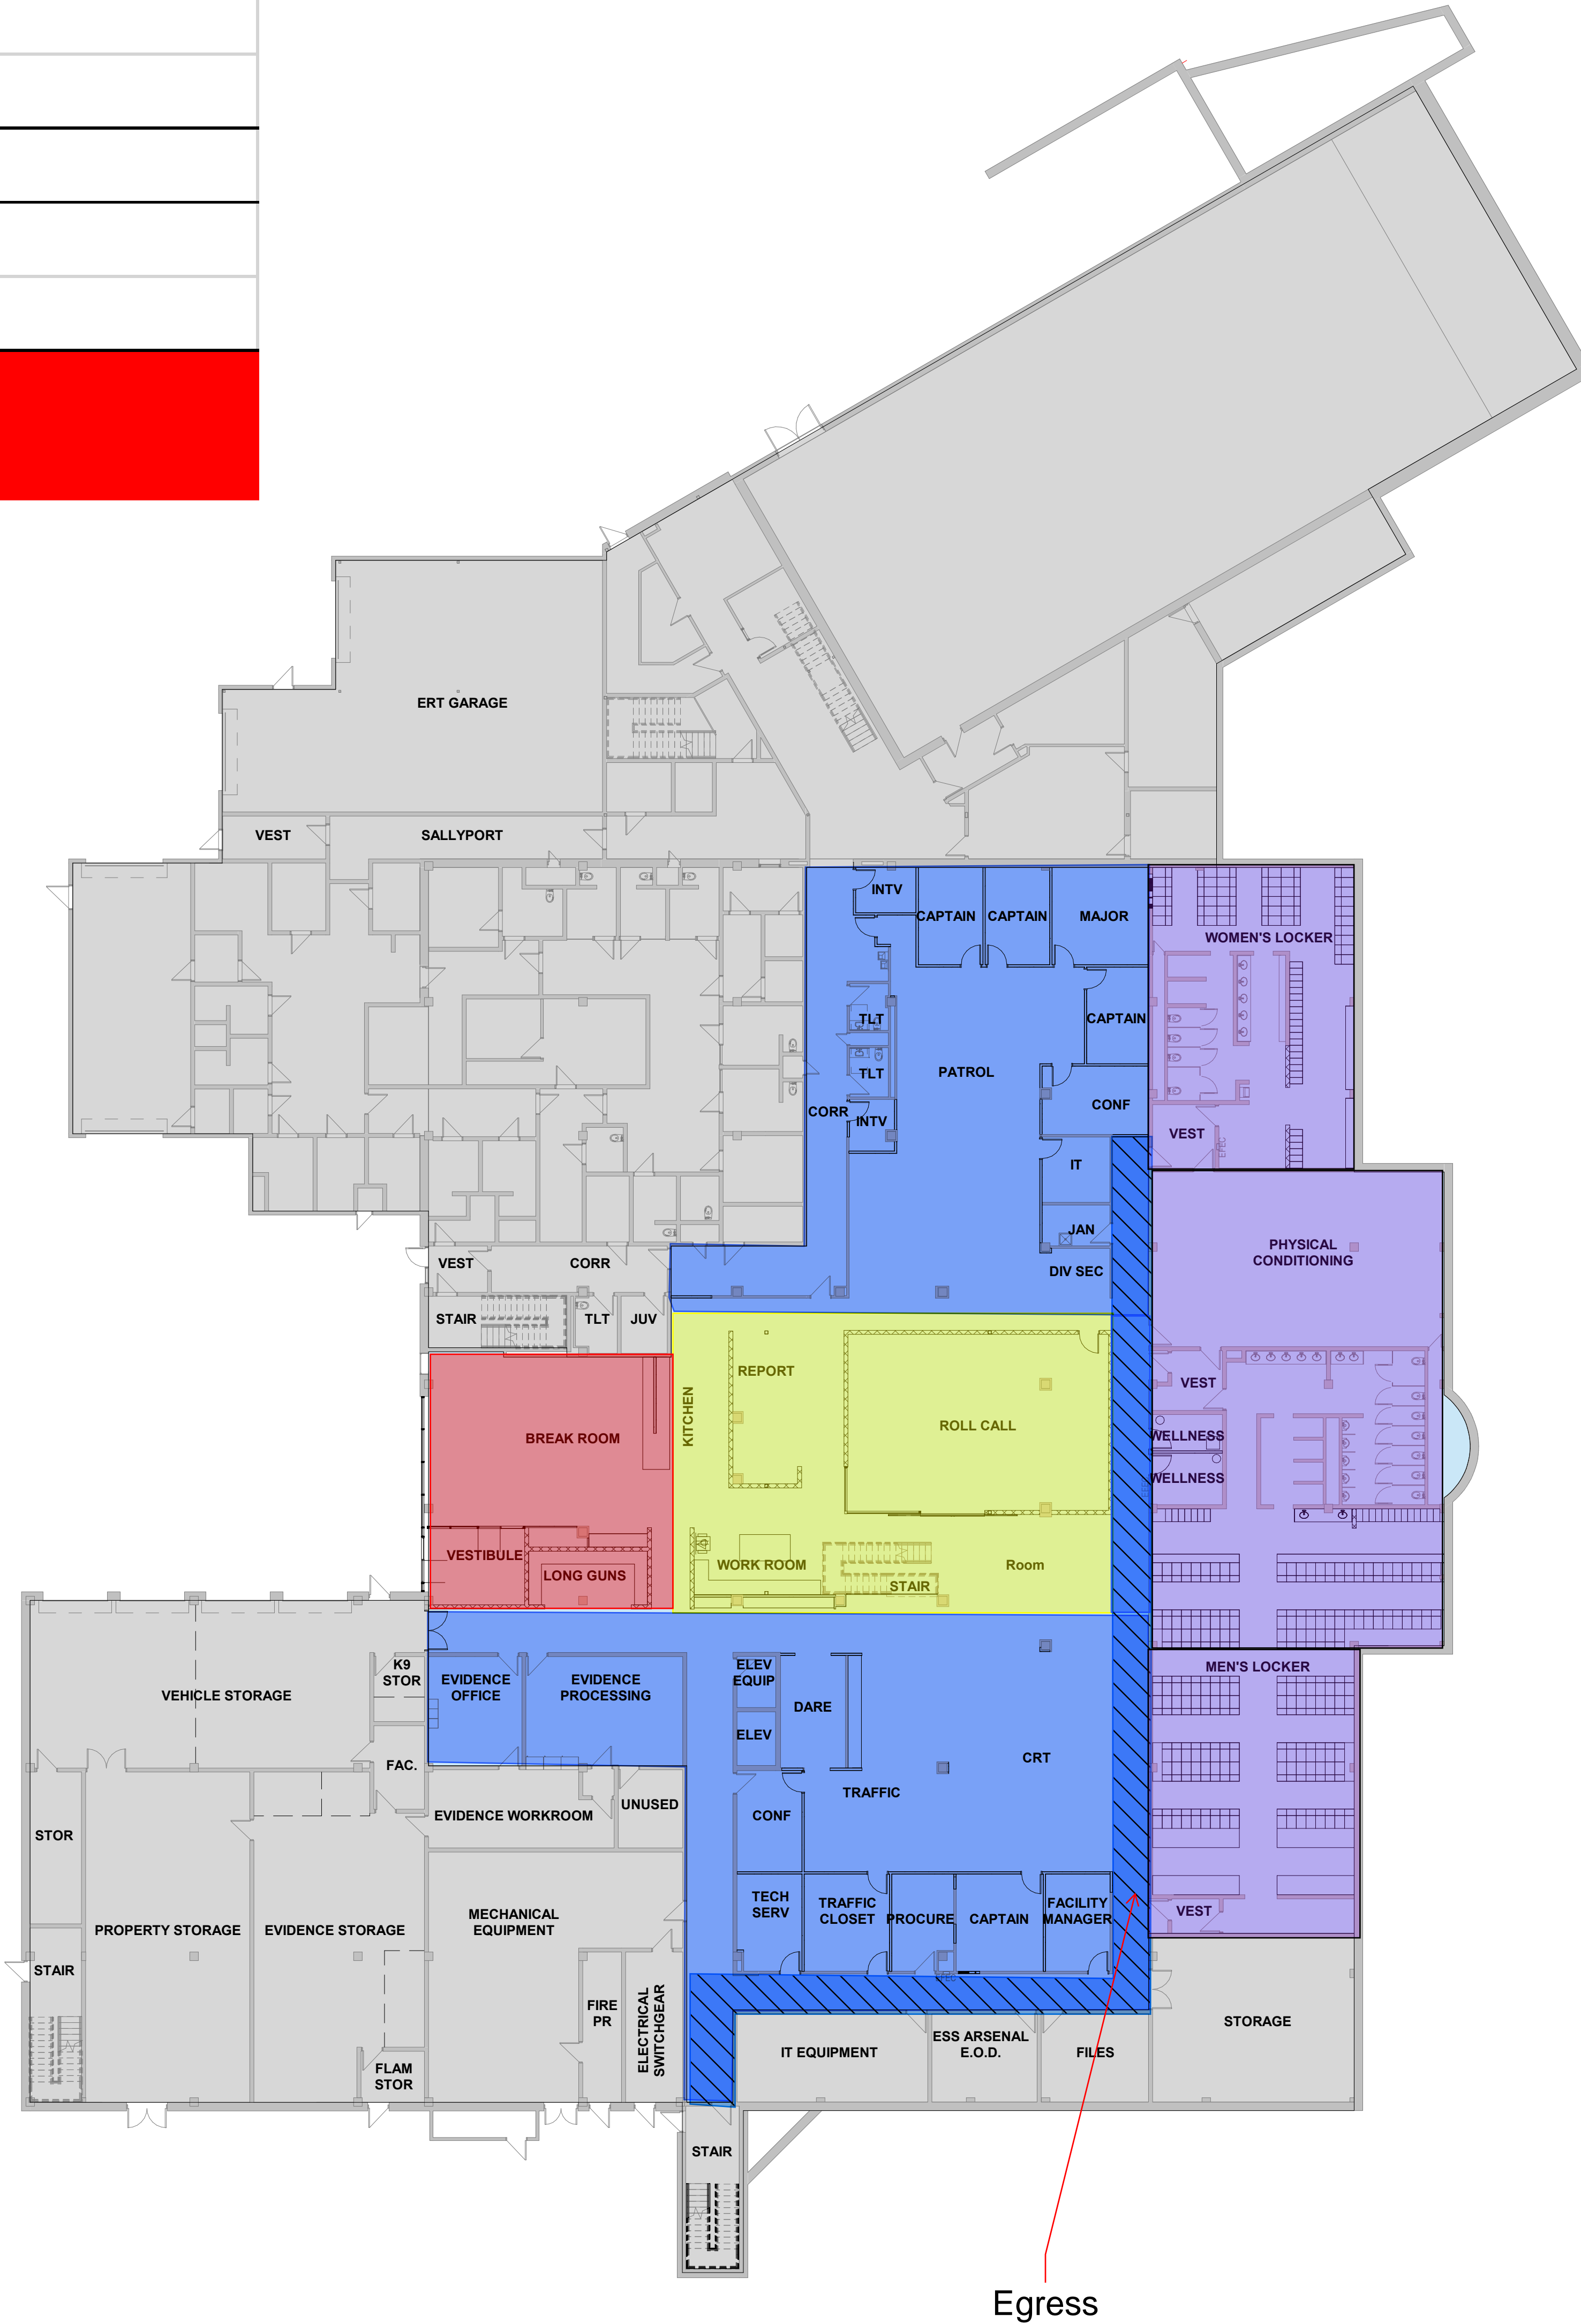 ERT GARAGE
VEST
SALLYPORT
INTV
CAPTAIN
CAPTAIN
MAJOR
WOMEN'S LOCKER
CAPTAIN
TLT
TLT
PATROL
CORR
INTV
CONF
VEST
EFEC
IT
JAN
DIV SEC
PHYSICAL
CONDITIONING
VEST
CORR
STAIR
TLT
JUV
REPORT
KITCHEN
ROLL CALL
BREAK ROOM
VEST
WELLNESS
WELLNESS
VESTIBULE
LONG GUNS
WORK ROOM
STAIR
Room
K9
STOR
VEHICLE STORAGE
EVIDENCE
OFFICE
EVIDENCE
PROCESSING
ELEV
EQUIP
DARE
ELEV
MEN'S LOCKER
FAC.
CRT
TRAFFIC
UNUSED
EVIDENCE WORKROOM
CONF
STOR
PROPERTY STORAGE
EVIDENCE STORAGE
MECHANICAL
EQUIPMENT
TECH
SERV
TRAFFIC
CLOSET
PROCURE
CAPTAIN
FACILITY
MANAGER
VEST
STAIR
FIRE
PR
ELECTRICAL
SWITCHGEAR
FLAM
STOR
IT EQUIPMENT
ESS ARSENAL
E.O.D.
FILES
STORAGE
STAIR
Egress